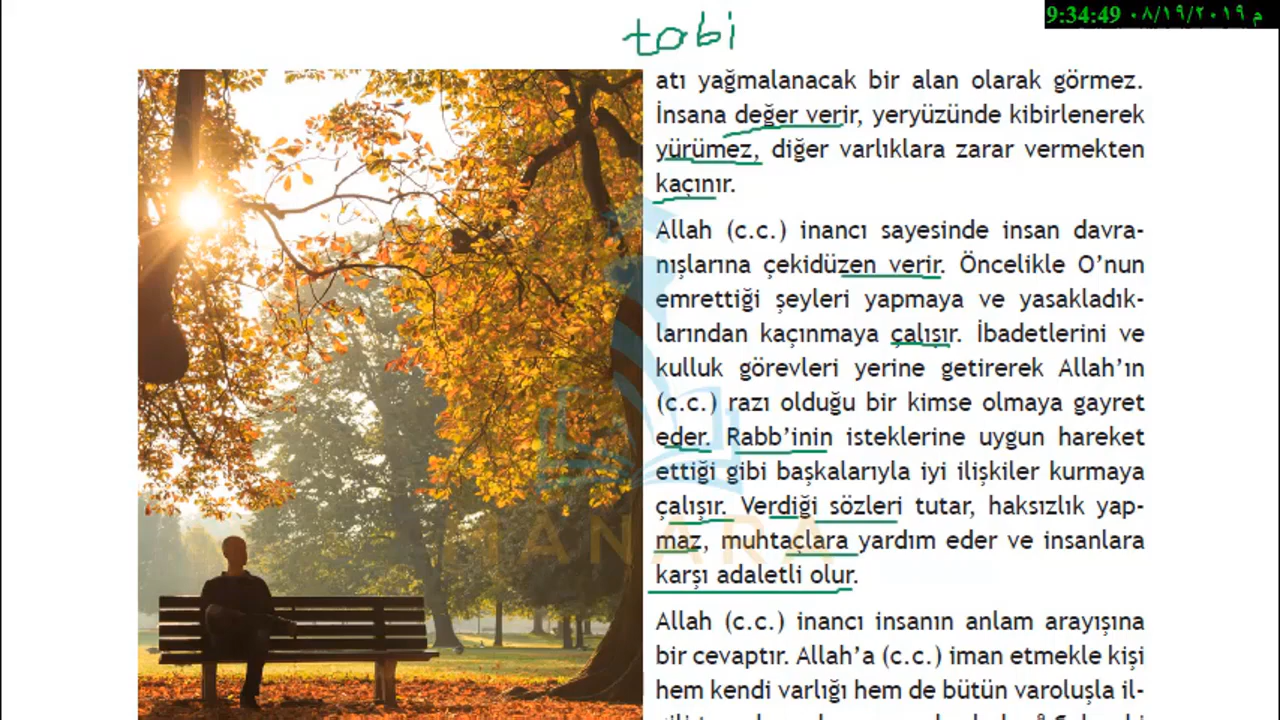 9:34:49 م ٠٨/١٩/٢٠١٩
tobi
atı yağmalanacak bir alan olarak görmez.
İnsana değer verir, yeryüzünde kibirlenerek
yürümez, diğer varlıklara zarar vermekten
kaçınır.
Allah (c.c.) inancı sayesinde insan davra-
nışlarına çekidüzen verir. Öncelikle O’nun
emrettiği şeyleri yapmaya ve yasakladık-
larından kaçınmaya çalışır. İbadetlerini ve
kulluk görevleri yerine getirerek Allah’ın
(c.c.) razı olduğu bir kimse olmaya gayret
eder. Rabb’inin isteklerine uygun hareket
ettiği gibi başkalarıyla iyi ilişkiler kurmaya
çalışır. Verdiği sözleri tutar, haksızlık yap-
maz, muhtaçlara yardım eder ve insanlara
karşı adaletli olur.
Allah (c.c.) inancı insanın anlam arayışına
bir cevaptır. Allah’a (c.c.) iman etmekle kişi
hem kendi varlığı hem de bütün varoluşla il-
MANARA